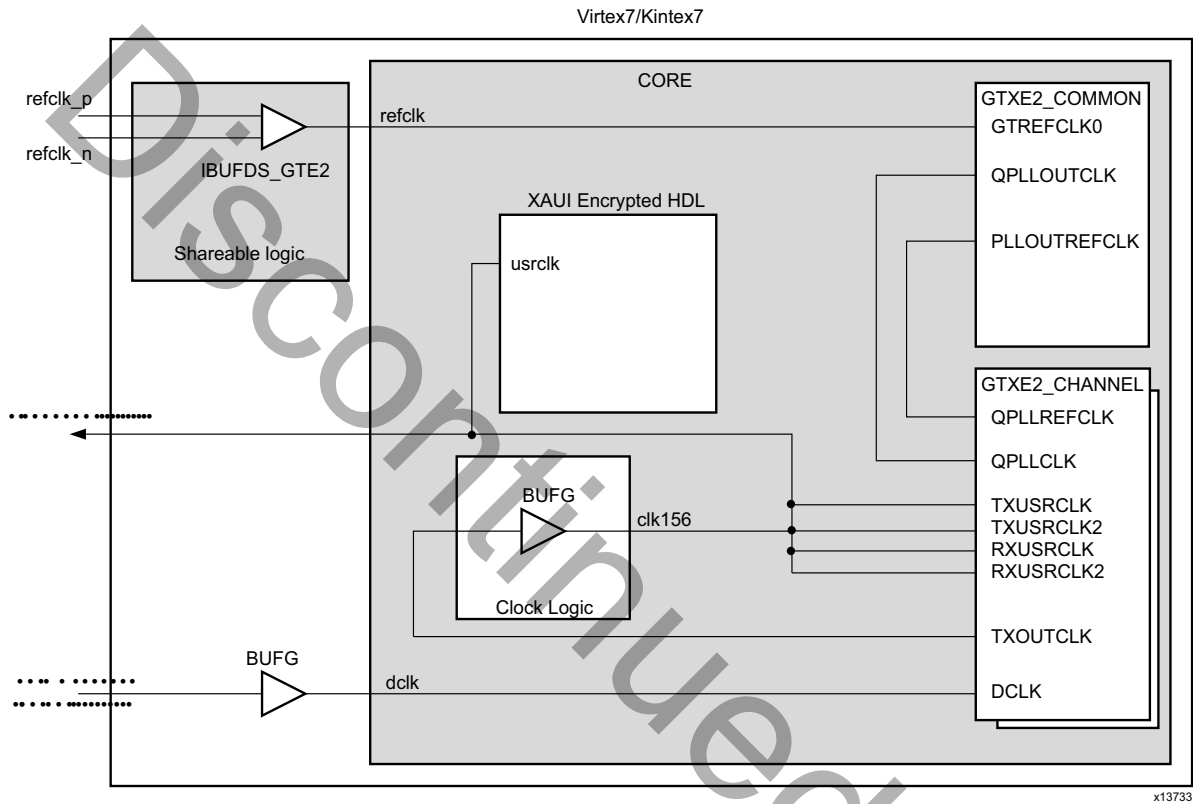 Virtex7/Kintex7
CORE
refclk_p
refclk_n
IBUFDS_GTE2
Shareable logic
refclk
GTXE2_COMMON
GTREFCLK0
QPLLOUTCLK
PLLOUTREFCLK
XAUI Encrypted HDL
usrclk
GTXE2_CHANNEL
QPLLREFCLK
QPLLCLK
TXUSRCLK
TXUSRCLK2
RXUSRCLK
RXUSRCLK2
TXOUTCLK
DCLK
BUFG
clk156
Clock Logic
BUFG
dclk
x13733
Discontinued